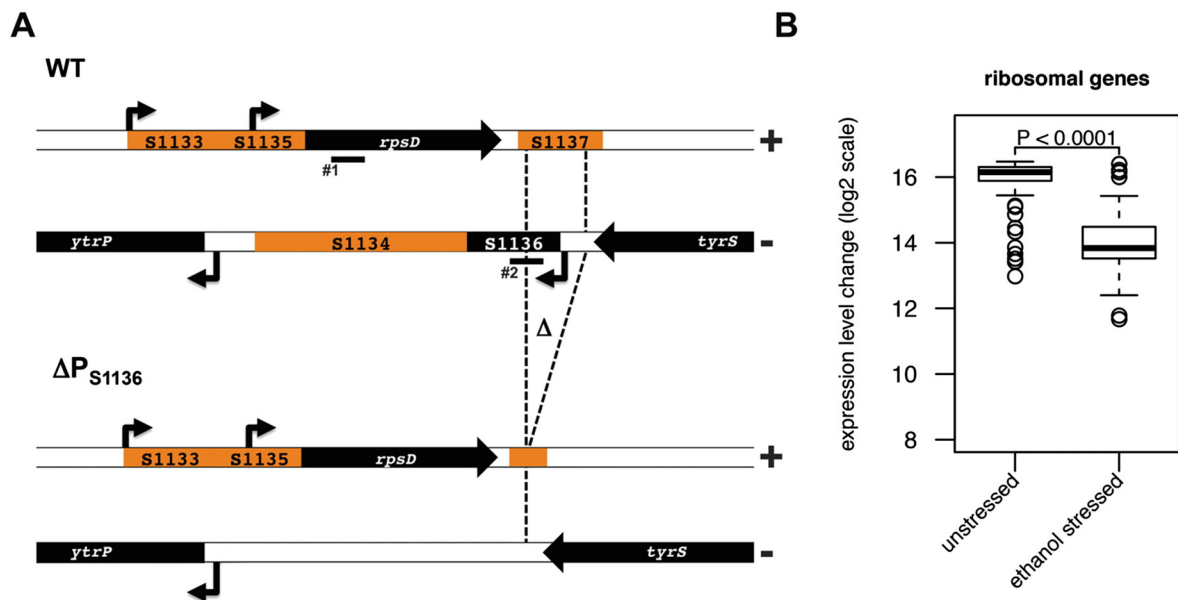 A
WT
S1133 S1135 rpsD S1137 +
#1
ytrP S1134 S1136 tyrS -
#2
Δ
ΔPS1136
S1133 S1135 rpsD +
ytrP tyrS -
B
ribosomal genes
P < 0.0001
expression level change (log2 scale)
16
14
12
10
8
unstressed
ethanol stressed